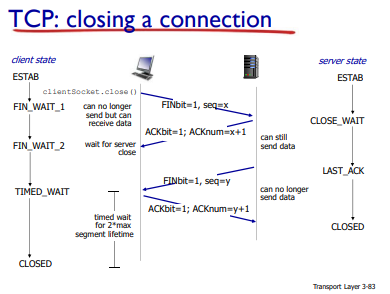 TCP: closing a connection
client state
server state
ESTAB
ESTAB
clientSocket.close()
FIN_WAIT_1
can no longer
send but can
receive data
FINbit=1, seq=x
CLOSE_WAIT
ACKbit=1; ACKnum=x+1
can still
send data
FIN_WAIT_2
wait for server
close
FINbit=1, seq=y
LAST_ACK
TIMED_WAIT
can no longer
send data
ACKbit=1; ACKnum=y+1
timed wait
for 2*max
segment lifetime
CLOSED
CLOSED
Transport Layer 3-83